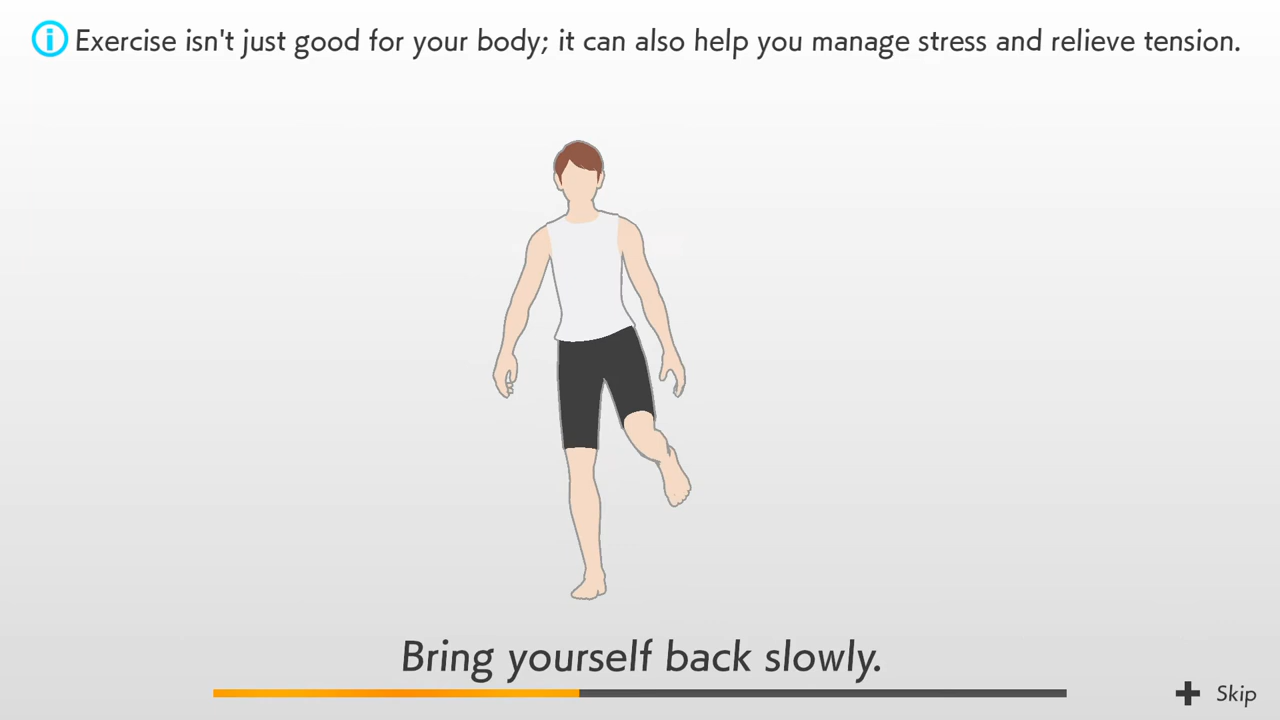 Exercise isn't just good for your body; it can also help you manage stress and relieve tension.
Bring yourself back slowly.
Skip